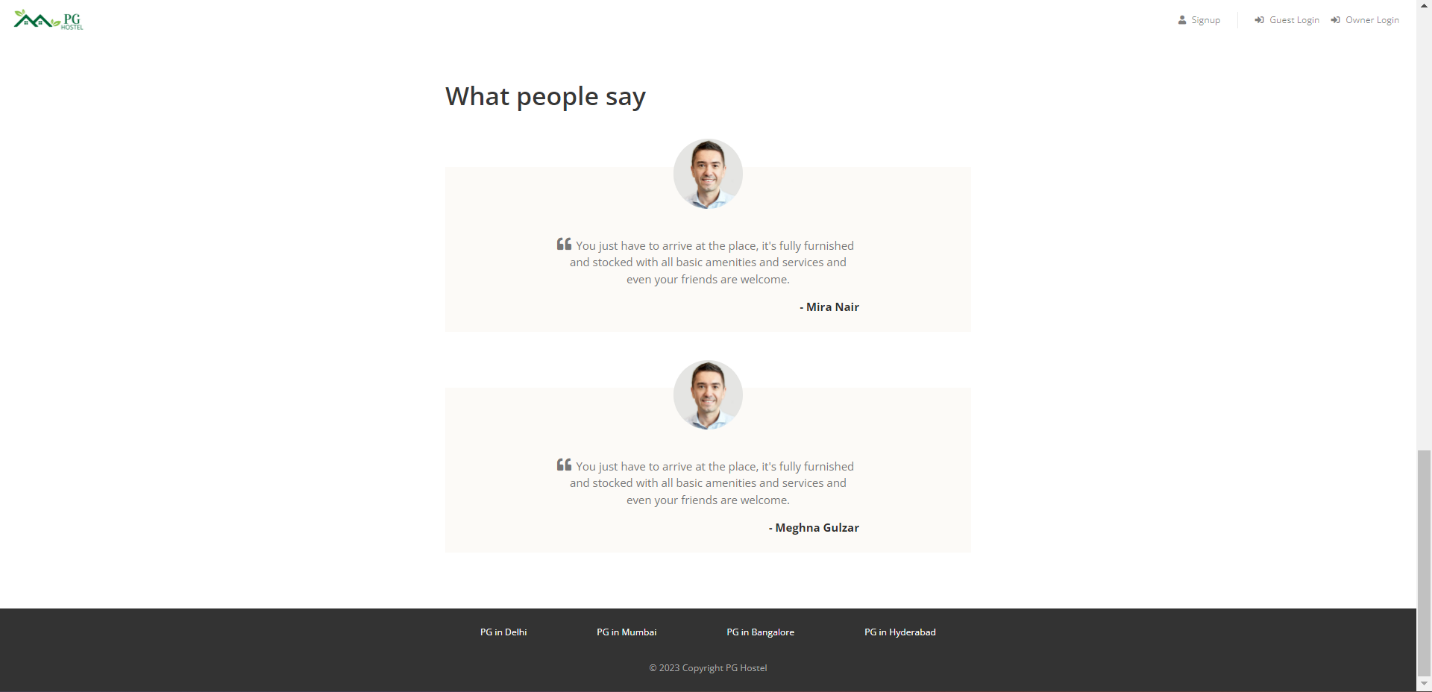 PG
HOSTEL
Signup
Guest Login
Owner Login
What people say
“ You just have to arrive at the place, it's fully furnished
and stocked with all basic amenities and services and
even your friends are welcome.
- Mira Nair
“ You just have to arrive at the place, it's fully furnished
and stocked with all basic amenities and services and
even your friends are welcome.
- Meghna Gulzar
PG in Delhi
PG in Mumbai
PG in Bangalore
PG in Hyderabad
© 2023 Copyright PG Hostel